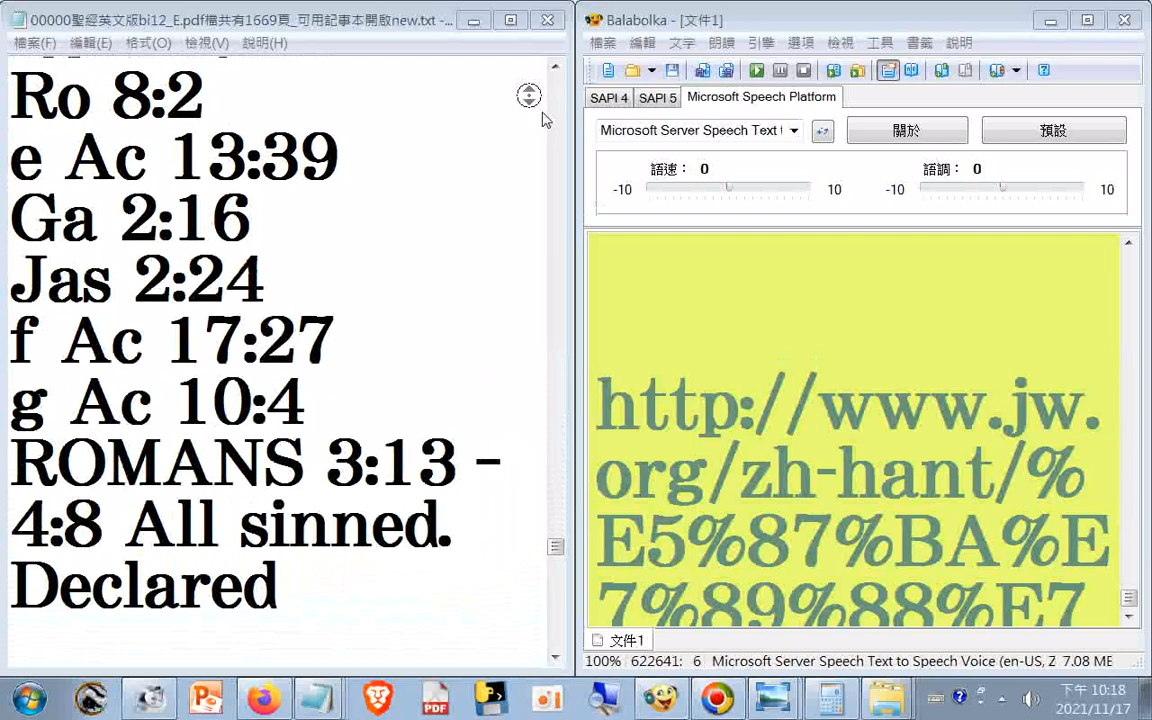 00000聖經英文版bi12_E.pdf檔共有1669頁_可用記事本開啟new.txt -...
檔案(F) 編輯(E) 格式(O) 檢視(V) 說明(H)
Ro 8:2
e Ac 13:39
Ga 2:16
Jas 2:24
f Ac 17:27
g Ac 10:4
ROMANS 3:13 -
4:8 All sinned.
Declared
Balabolka - [文件1]
檔案 編輯 文字 朗讀 引擎 選項 檢視 工具 書籤 說明
SAPI 4 SAPI 5 Microsoft Speech Platform
Microsoft Server Speech Text t 關於 預設
語速： 0 語調： 0
-10 10 -10 10
http://www.jw.
org/zh-hant/%
E5%87%BA%E
7%89%88%E7
文件1
100% 622641: 6 Microsoft Server Speech Text to Speech Voice (en-US, Z 7.08 ME
下午 10:18
2021/11/17